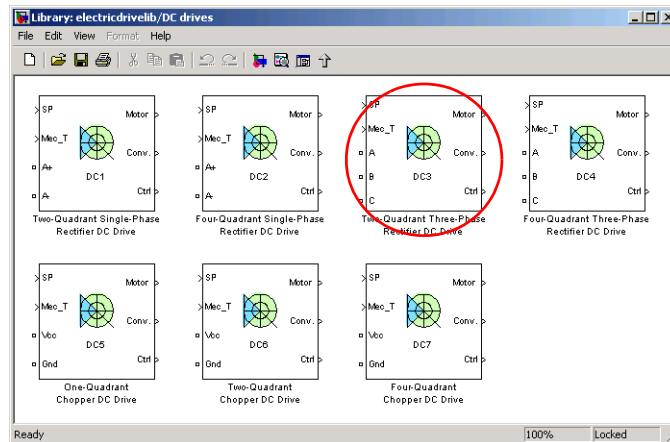 Library: electricdrivelib/DC drives
File Edit View Format Help
SP
Mec_T
A+
A-
Motor
Conv.
Ctrl
DC1
Two-Quadrant Single-Phase
Rectifier DC Drive
SP
Mec_T
A+
A-
Motor
Conv.
Ctrl
DC2
Four-Quadrant Single-Phase
Rectifier DC Drive
SP
Mec_T
A
B
C
Motor
Conv.
Ctrl
DC3
Two-Quadrant Three-Phase
Rectifier DC Drive
SP
Mec_T
A
B
C
Motor
Conv.
Ctrl
DC4
Four-Quadrant Three-Phase
Rectifier DC Drive
SP
Mec_T
Vcc
Gnd
Motor
Conv.
Ctrl
DC5
One-Quadrant
Chopper DC Drive
SP
Mec_T
Vcc
Gnd
Motor
Conv.
Ctrl
DC6
Two-Quadrant
Chopper DC Drive
SP
Mec_T
Vcc
Gnd
Motor
Conv.
Ctrl
DC7
Four-Quadrant
Chopper DC Drive
Ready 100% Locked